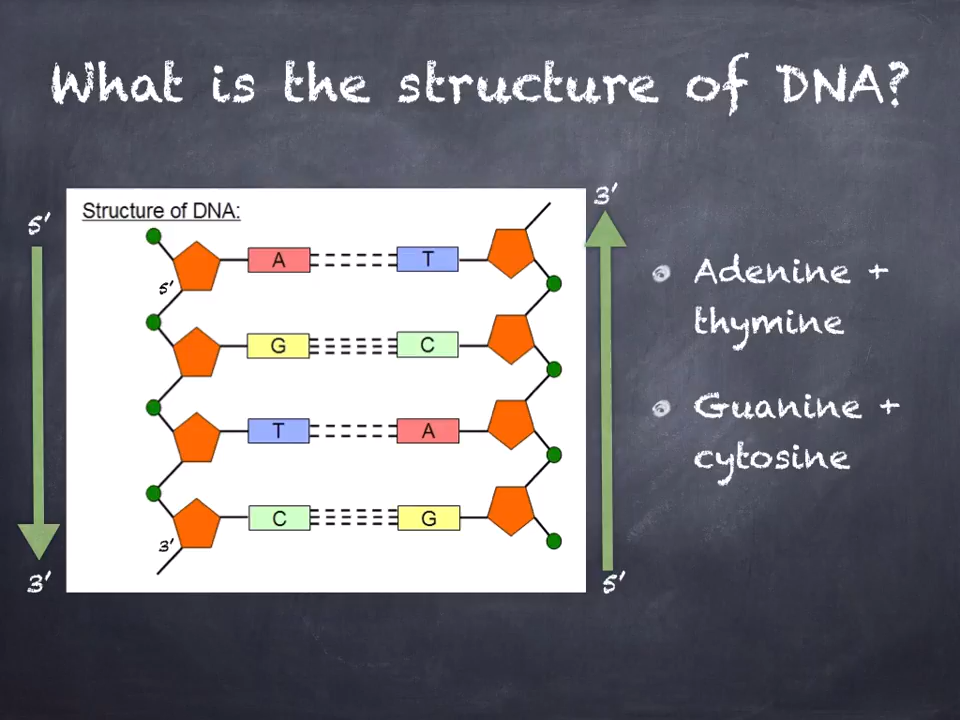 What is the structure of DNA?
3'
5'
Structure of DNA:
A T
5'
G C
T A
C G
3'
3'
5'
Adenine +
thymine
Guanine +
cytosine